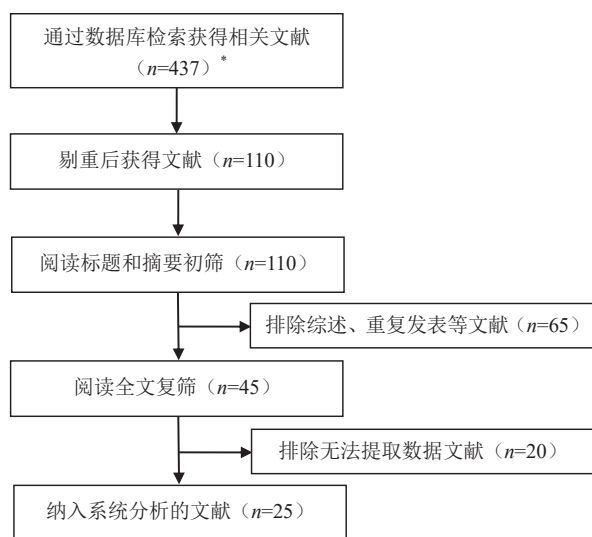 通过数据库检索获得相关文献
（n=437）*
剔重后获得文献（n=110）
阅读标题和摘要初筛（n=110）
排除综述、重复发表等文献（n=65）
阅读全文复筛（n=45）
排除无法提取数据文献（n=20）
纳入系统分析的文献（n=25）